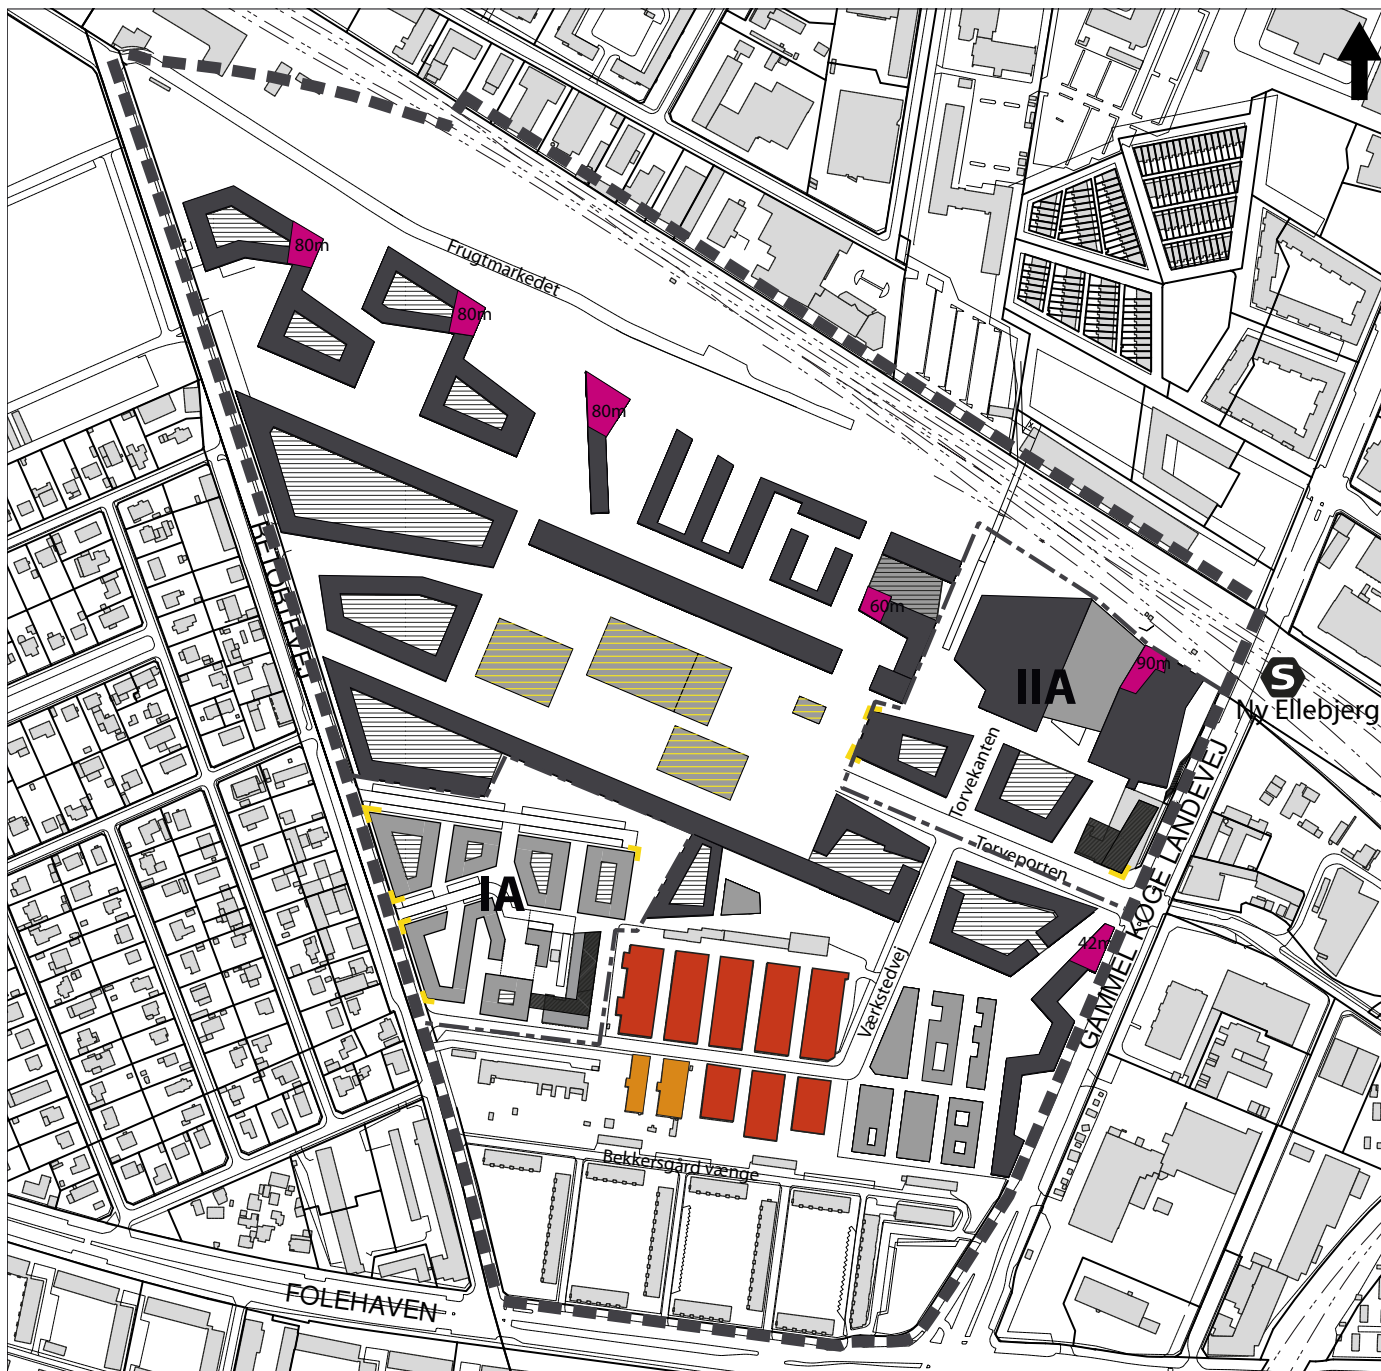 80m
Frugtmarkedet
80m
80m
60m
90m
IIA
S
Ny Ellebjerg
Torvekanten
GAMMEL KØGE LANDEVEJ
Torveporten
IA
42m
Værkstedvej
Bekkersgård vænge
FOLEHAVEN